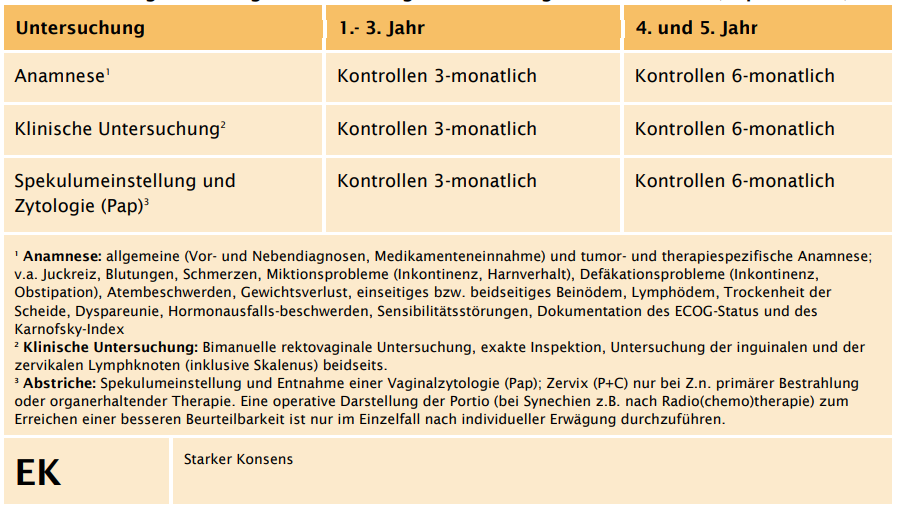 Untersuchung 1.- 3. Jahr 4. und 5. Jahr
Anamnese¹ Kontrollen 3-monatlich Kontrollen 6-monatlich
Klinische Untersuchung² Kontrollen 3-monatlich Kontrollen 6-monatlich
Spekulumeinstellung und Kontrollen 3-monatlich Kontrollen 6-monatlich
Zytologie (Pap)³
¹ Anamnese: allgemeine (Vor- und Nebendiagnosen, Medikamenteneinnahme) und tumor- und therapiespezifische Anamnese;
v.a. Juckreiz, Blutungen, Schmerzen, Miktionsprobleme (Inkontinenz, Harnverhalt), Defäkationsprobleme (Inkontinenz,
Obstipation), Atembeschwerden, Gewichtsverlust, einseitiges bzw. beidseitiges Beinödem, Lymphödem, Trockenheit der
Scheide, Dyspareunie, Hormonausfalls-beschwerden, Sensibilitätsstörungen, Dokumentation des ECOG-Status und des
Karnofsky-Index
² Klinische Untersuchung: Bimanuelle rektovaginale Untersuchung, exakte Inspektion, Untersuchung der inguinalen und der
zervikalen Lymphknoten (inklusive Skalenus) beidseits.
³ Abstriche: Spekulumeinstellung und Entnahme einer Vaginalzytologie (Pap); Zervix (P+C) nur bei Z.n. primärer Bestrahlung
oder organerhaltender Therapie. Eine operative Darstellung der Portio (bei Synechien z.B. nach Radio(chemo)therapie) zum
Erreichen einer besseren Beurteilbarkeit ist nur im Einzelfall nach individueller Erwägung durchzuführen.
EK Starker Konsens